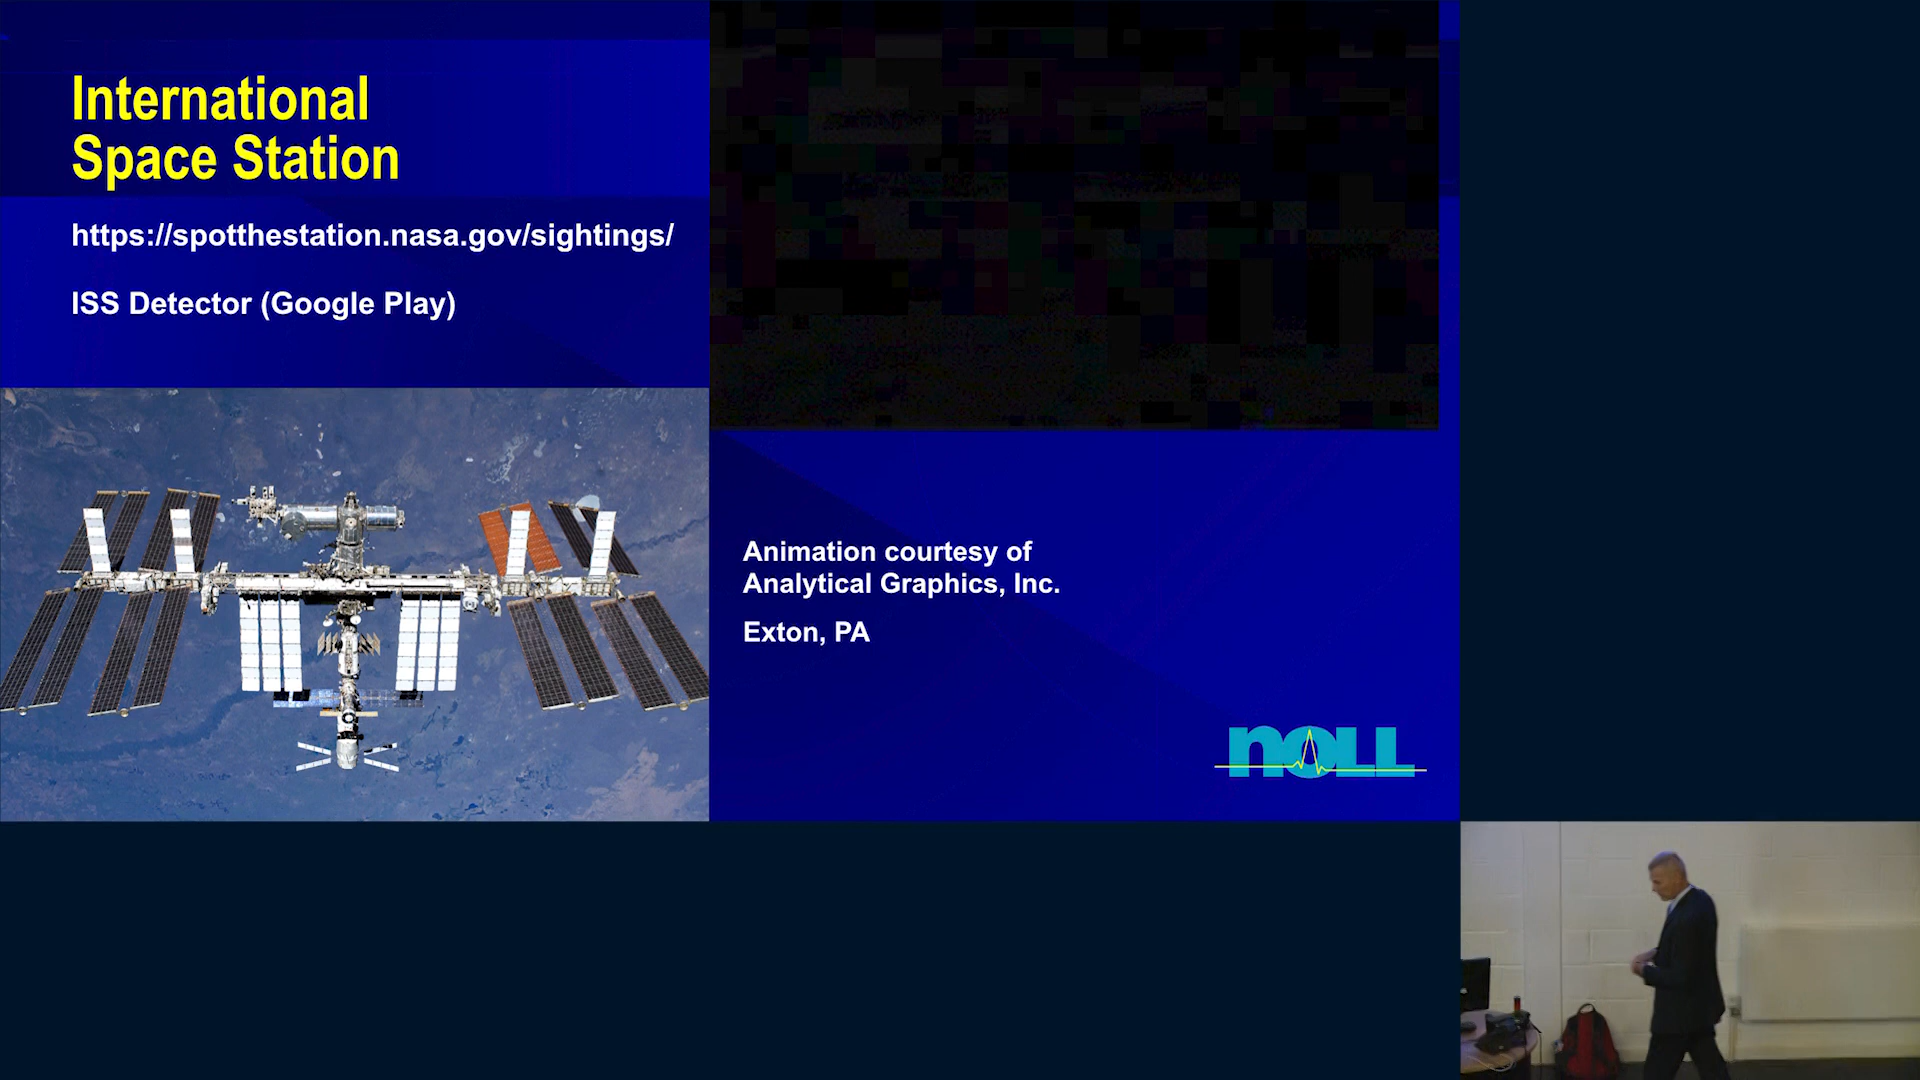 International
Space Station
https://spotthestation.nasa.gov/sightings/
ISS Detector (Google Play)
Animation courtesy of
Analytical Graphics, Inc.
Exton, PA
noLL